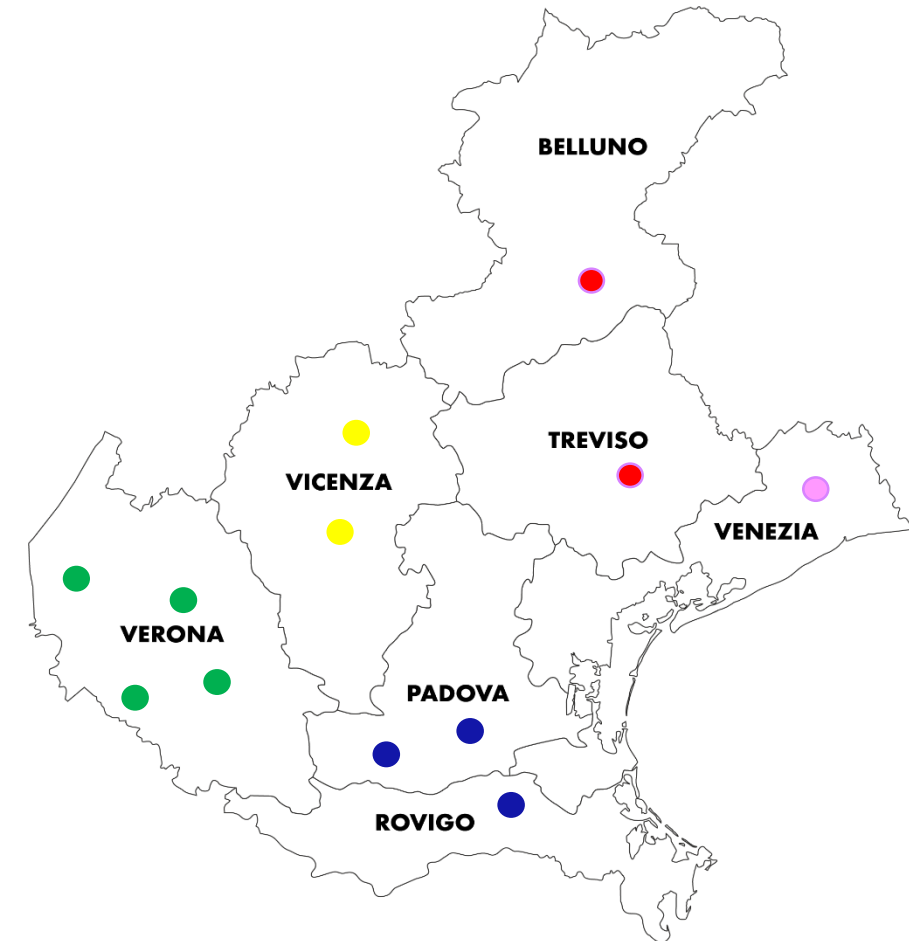 BELLUNO
TREVISO
VICENZA
VENEZIA
VERONA
PADOVA
ROVIGO